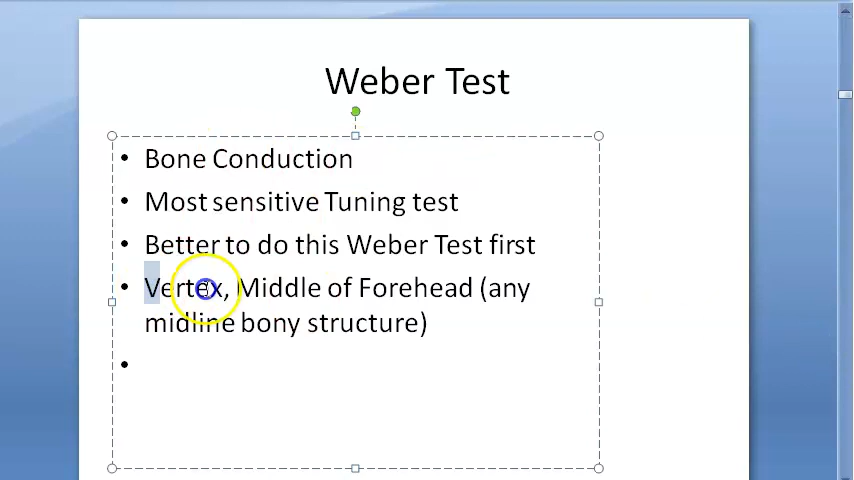 Weber Test
• Bone Conduction
• Most sensitive Tuning test
• Better to do this Weber Test first
• Vertex, Middle of Forehead (any
midline bony structure)
•